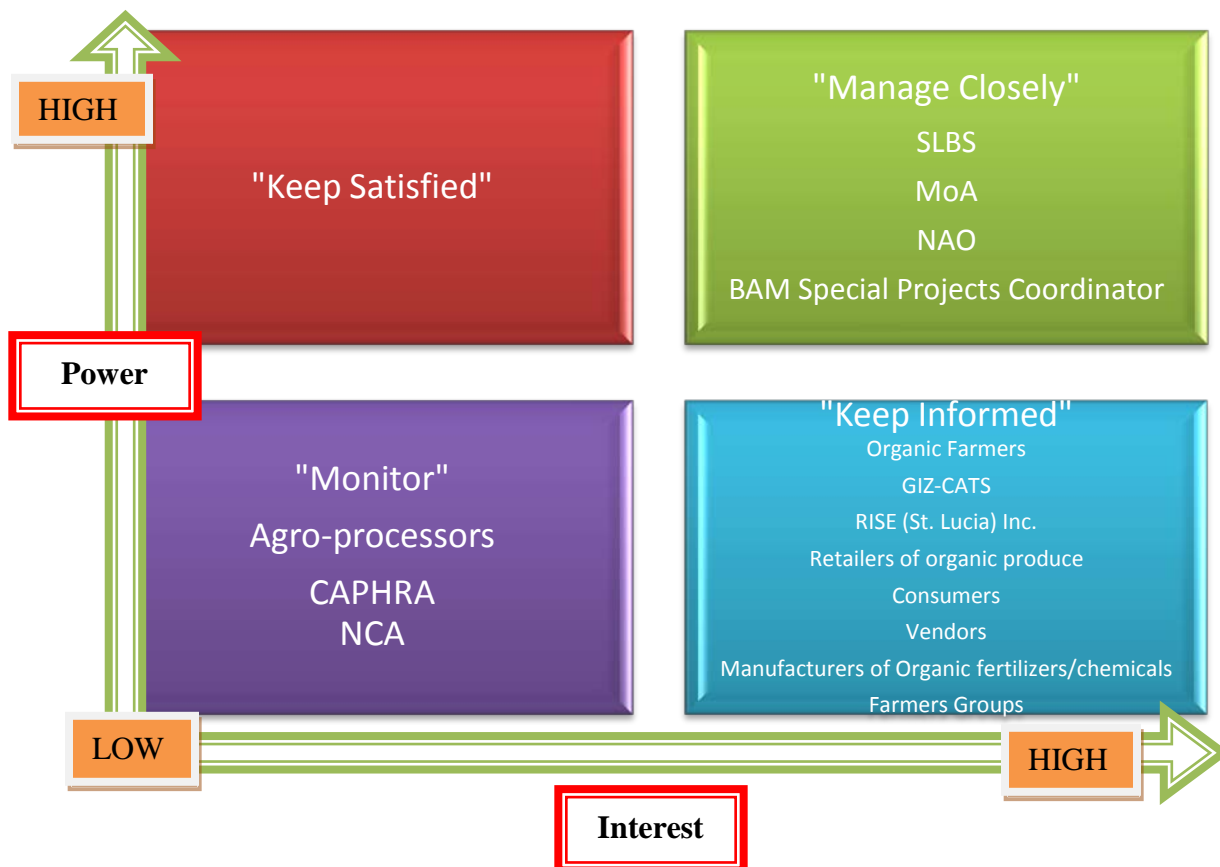 HIGH
"Keep Satisfied"
"Manage Closely"
SLBS
MoA
NAO
BAM Special Projects Coordinator
Power
"Monitor"
Agro-processors
CAPHRA
NCA
"Keep Informed"
Organic Farmers
GIZ-CATS
RISE (St. Lucia) Inc.
Retailers of organic produce
Consumers
Vendors
Manufacturers of Organic fertilizers/chemicals
Farmers Groups
LOW
HIGH
Interest